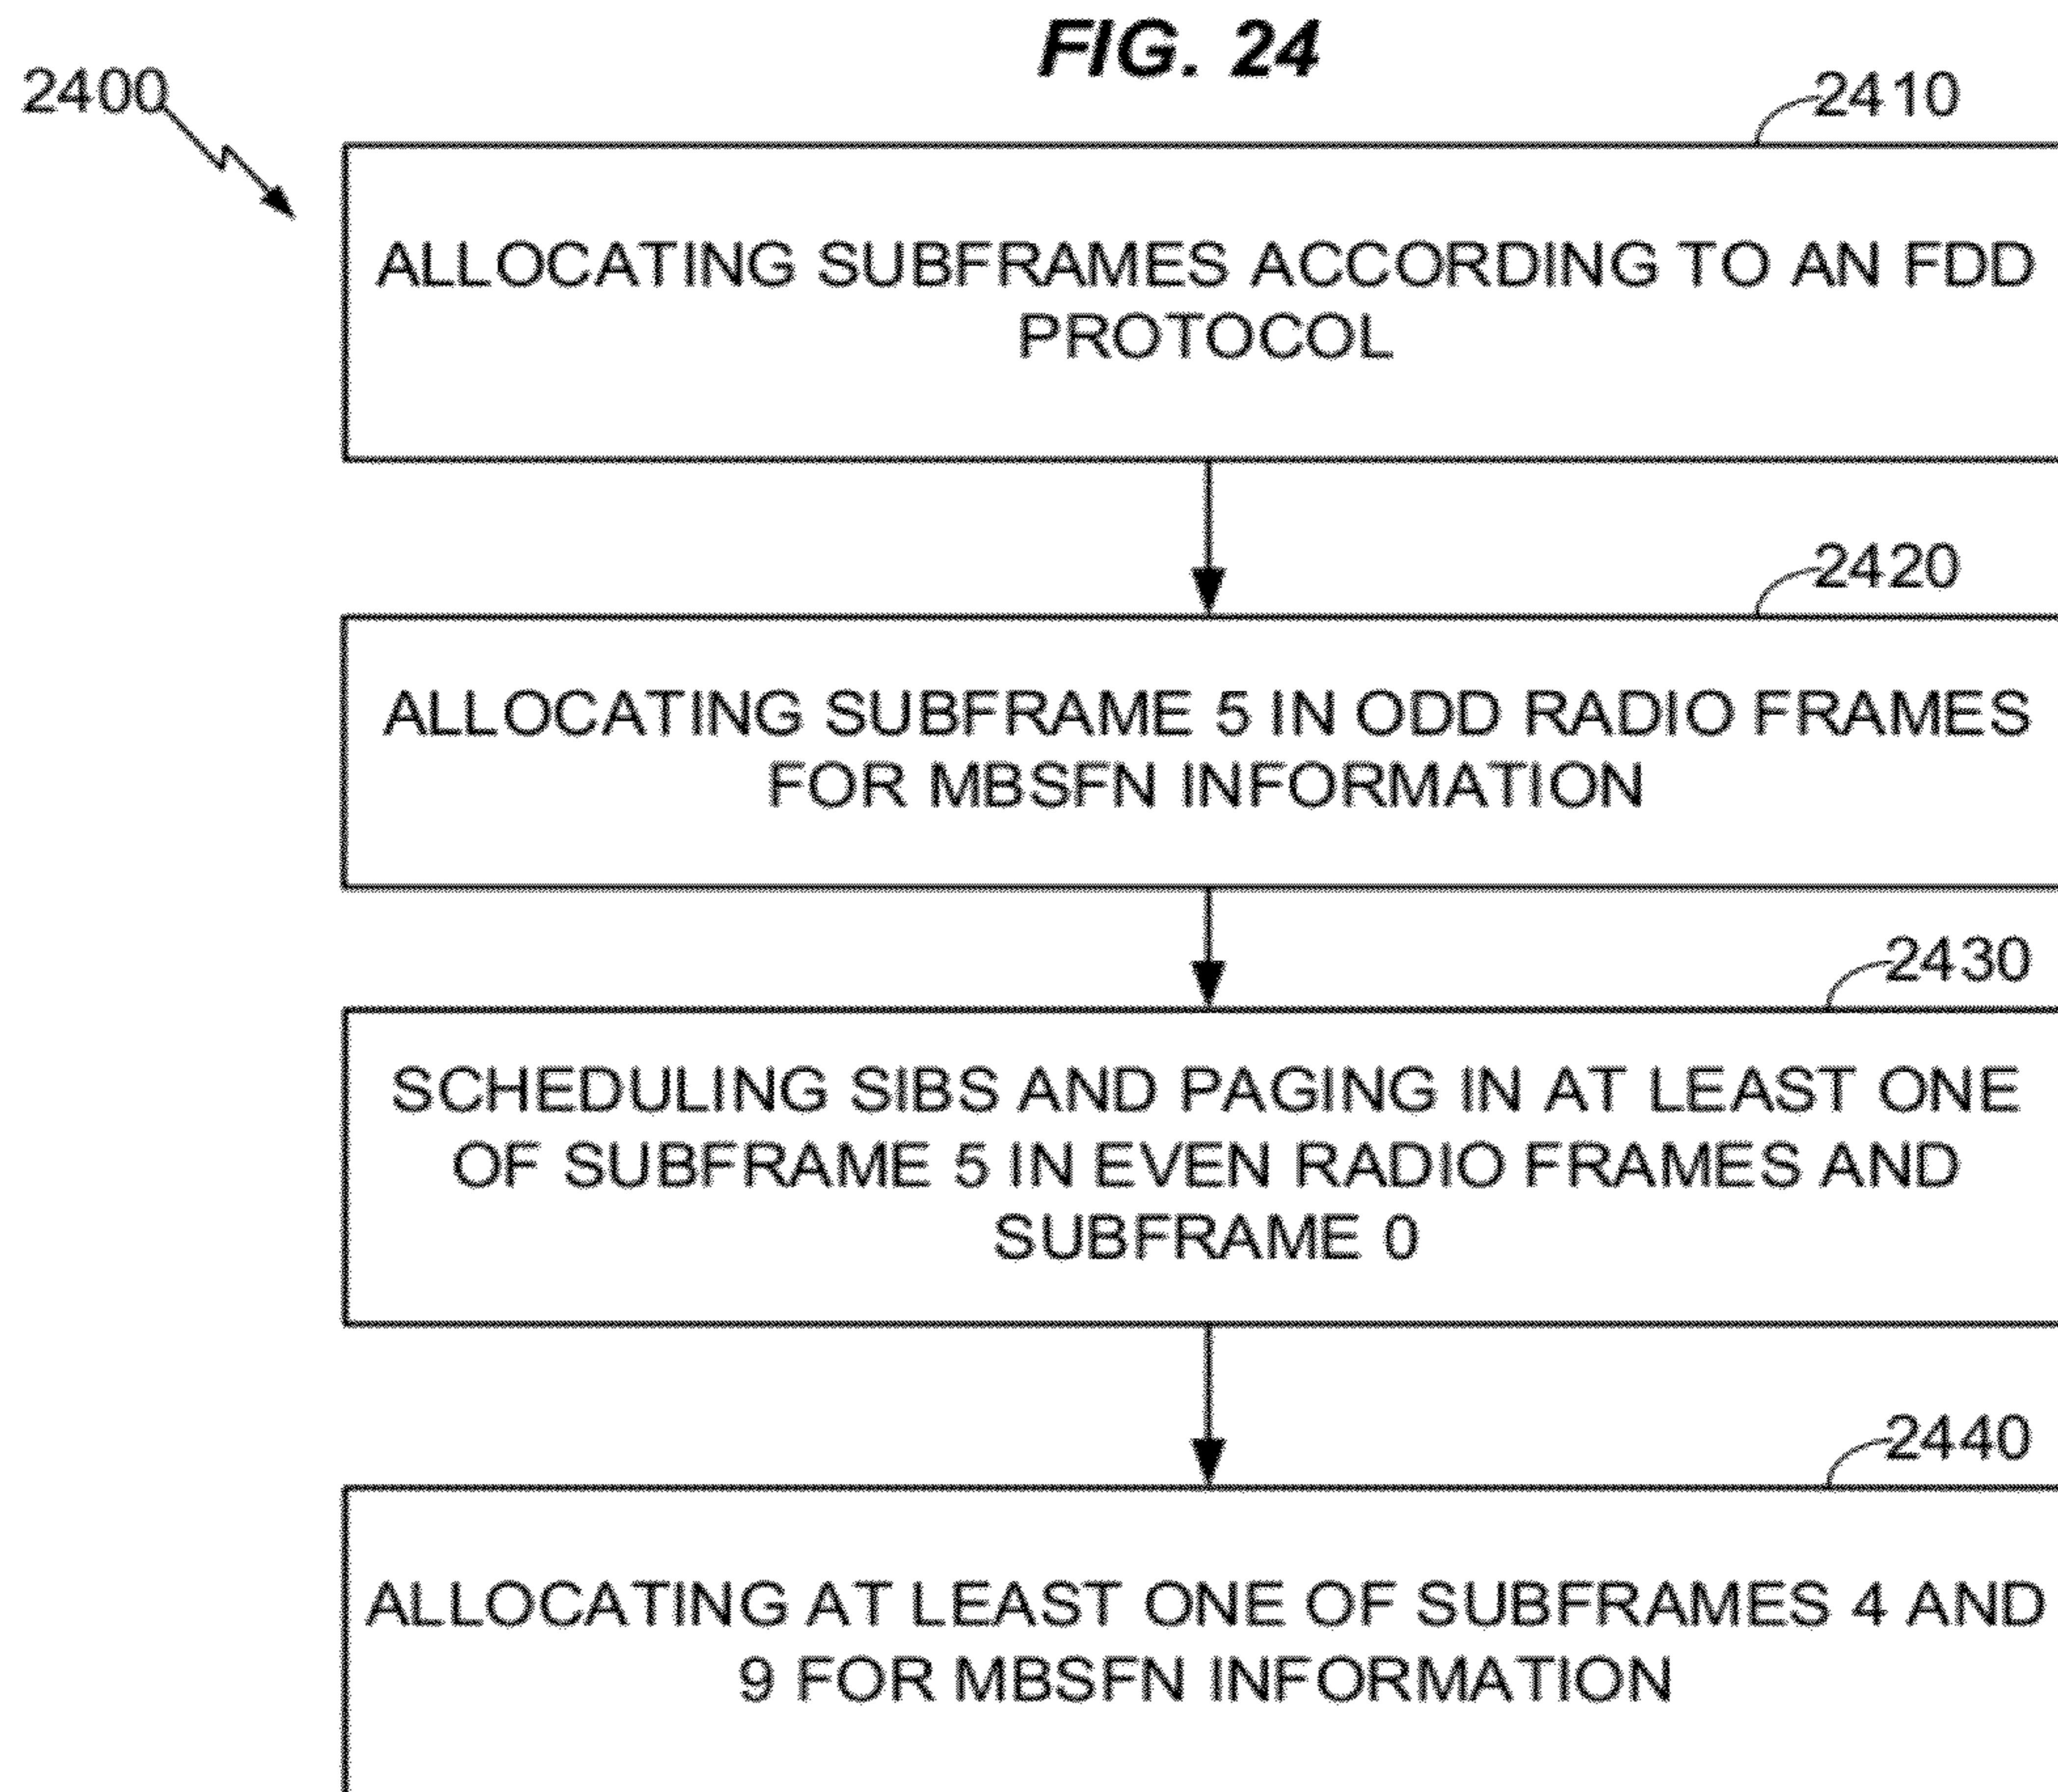 FIG. 24
2400
2410
ALLOCATING SUBFRAMES ACCORDING TO AN FDD
PROTOCOL
2420
ALLOCATING SUBFRAME 5 IN ODD RADIO FRAMES
FOR MBSFN INFORMATION
2430
SCHEDULING SIBS AND PAGING IN AT LEAST ONE
OF SUBFRAME 5 IN EVEN RADIO FRAMES AND
SUBFRAME 0
2440
ALLOCATING AT LEAST ONE OF SUBFRAMES 4 AND
9 FOR MBSFN INFORMATION